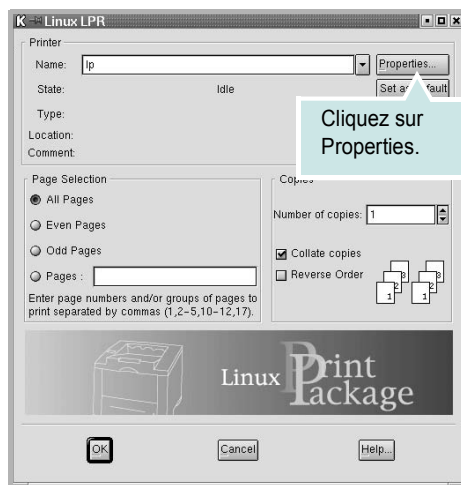 Linux LPR
Printer
Name: lp Properties...
State: Idle
Cliquez sur
Properties.
Type:
Location:
Comment:
Page Selection
All Pages
Even Pages
Odd Pages
Pages :
Enter page numbers and/or groups of pages to
print separated by commas (1,2-5,10-12,17).
Copies
Number of copies: 1
Collate copies
Reverse Order
Linux Print
Package
OK Cancel Help...